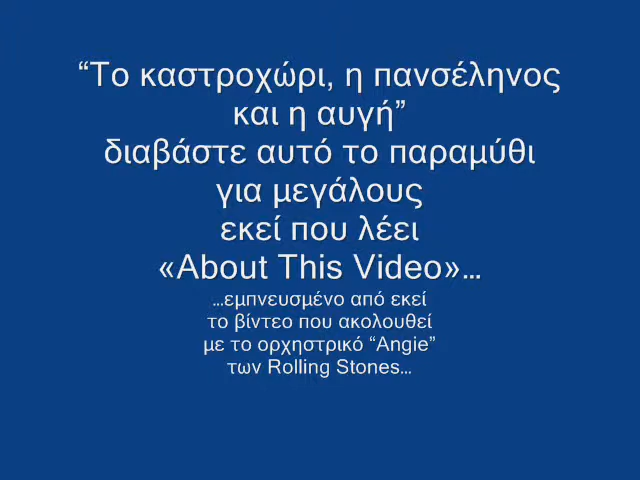 “Το καστροχώρι, η πανσέληνος
και η αυγή”
διαβάστε αυτό το παραμύθι
για μεγάλους
εκεί που λέει
«About This Video»...
...εμπνευσμένο από εκεί
το βίντεο που ακολουθεί
με το ορχηστρικό “Angie”
των Rolling Stones...